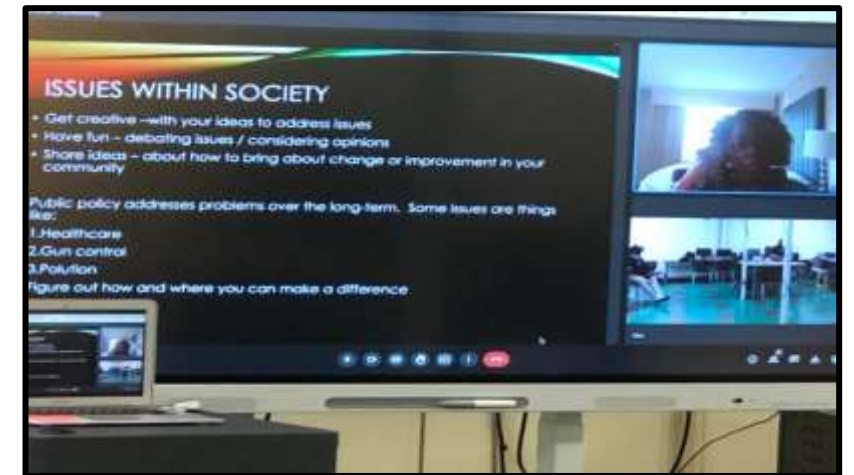 ISSUES WITHIN SOCIETY
• Get creative –with your ideas to address issues
• Have fun – debating issues / considering opinions
• Share ideas – about how to bring about change or improvement in your
community
Public policy addresses problems over the long-term. Some issues are things
like:
1.Healthcare
2.Gun control
3.Polution
Figure out how and where you can make a difference